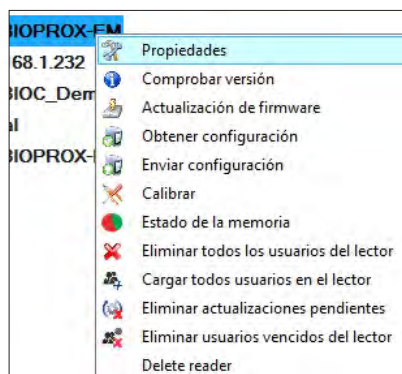 BIOPROX-EM
Propiedades
68.1.232
Comprobar versión
BIOC_Dem
Actualización de firmware
Obtener configuración
BIOPROX-
Enviar configuración
Calibrar
Estado de la memoria
Eliminar todos los usuarios del lector
Cargar todos usuarios en el lector
Eliminar actualizaciones pendientes
Eliminar usuarios vencidos del lector
Delete reader